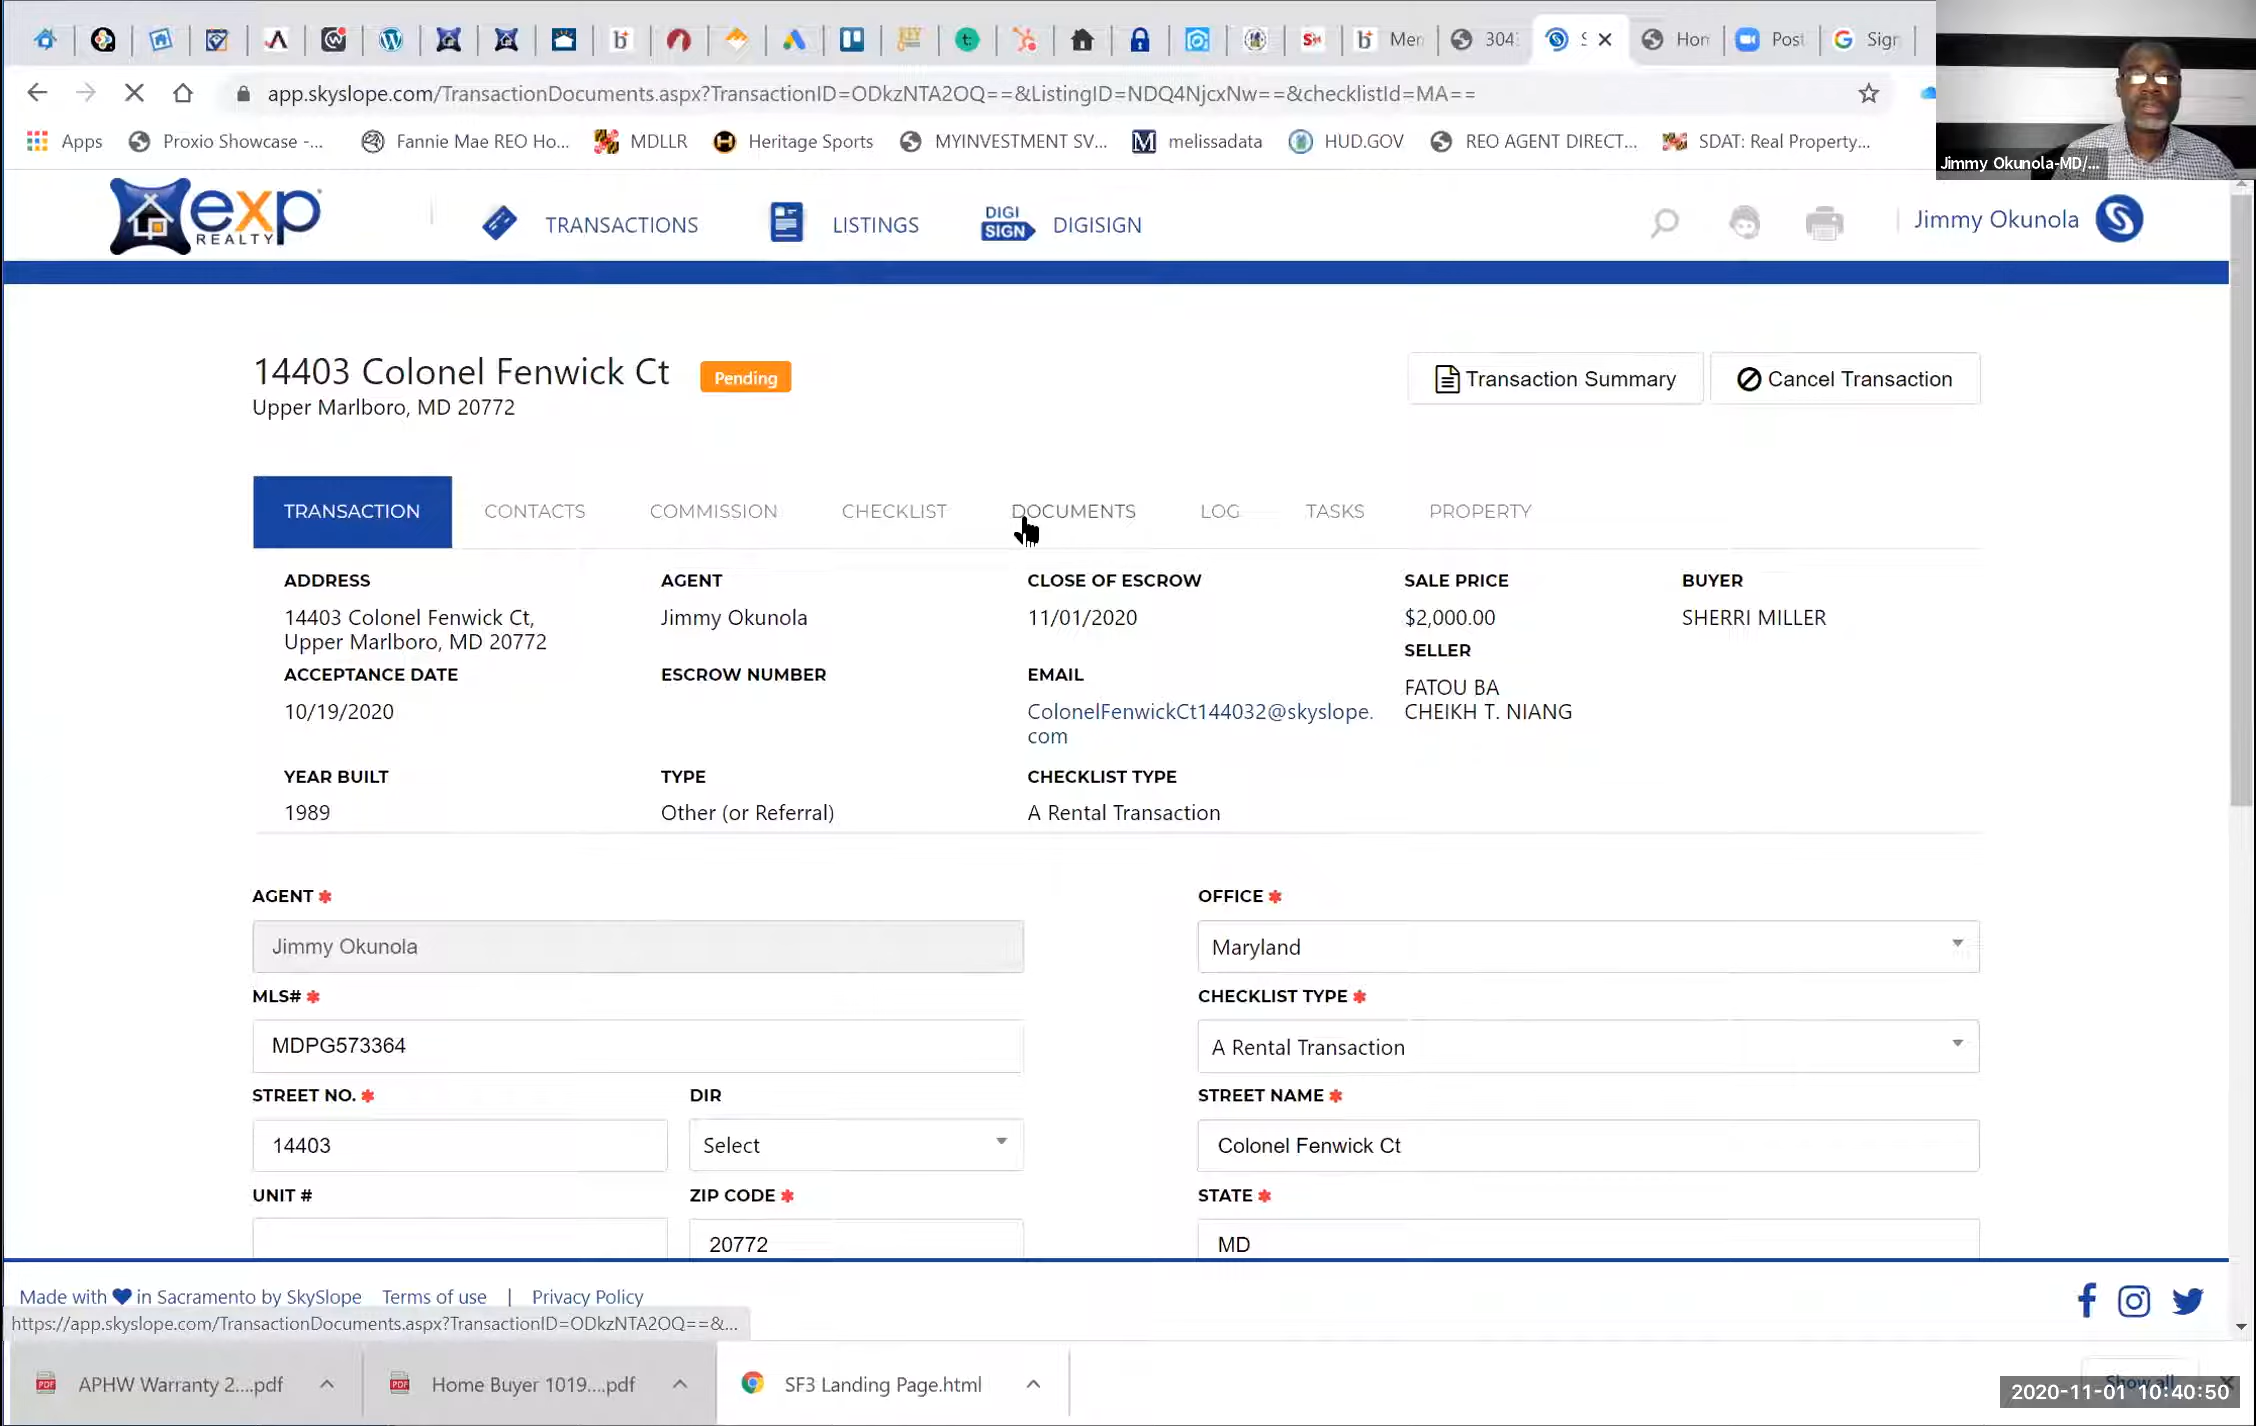 Men
304
S
Hon
Post
Sign
app.skyslope.com/TransactionDocuments.aspx?TransactionID=ODkzNTA2OQ==&ListingID=NDQ4NjcxNw==&checklistId=MA==
Apps
Proxio Showcase -...
Fannie Mae REO Ho...
MDLLR
Heritage Sports
MYINVESTMENT SV...
melissadata
HUD.GOV
REO AGENT DIRECT...
SDAT: Real Property...
Jimmy Okunola-MD/...
exp
REALTY
TRANSACTIONS
LISTINGS
DIGI
SIGN
DIGISIGN
Jimmy Okunola
14403 Colonel Fenwick Ct
Pending
Upper Marlboro, MD 20772
Transaction Summary
Cancel Transaction
TRANSACTION
CONTACTS
COMMISSION
CHECKLIST
DOCUMENTS
LOG
TASKS
PROPERTY
ADDRESS
14403 Colonel Fenwick Ct,
Upper Marlboro, MD 20772
AGENT
Jimmy Okunola
CLOSE OF ESCROW
11/01/2020
SALE PRICE
$2,000.00
BUYER
SHERRI MILLER
SELLER
FATOU BA
CHEIKH T. NIANG
ACCEPTANCE DATE
10/19/2020
ESCROW NUMBER
EMAIL
ColonelFenwickCt144032@skyslope.
com
YEAR BUILT
1989
TYPE
Other (or Referral)
CHECKLIST TYPE
A Rental Transaction
AGENT *
Jimmy Okunola
OFFICE *
Maryland
MLS# *
MDPG573364
CHECKLIST TYPE *
A Rental Transaction
STREET NO. *
14403
DIR
Select
STREET NAME *
Colonel Fenwick Ct
UNIT #
ZIP CODE *
20772
STATE *
MD
Made with
in Sacramento by SkySlope
Terms of use
|
Privacy Policy
https://app.skyslope.com/TransactionDocuments.aspx?TransactionID=ODkzNTA2OQ==&...
APHW Warranty 2....pdf
Home Buyer 1019....pdf
SF3 Landing Page.html
Show all
2020-11-01 10:40:50